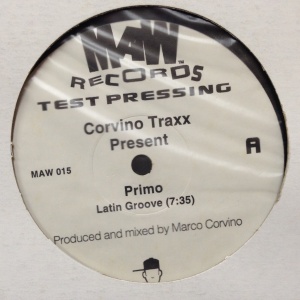 MAW™
RECORDS
TEST PRESSING
Corvino Traxx
Present
A
MAW 015
Primo
Latin Groove (7:35)
Produced and mixed by Marco Corvino